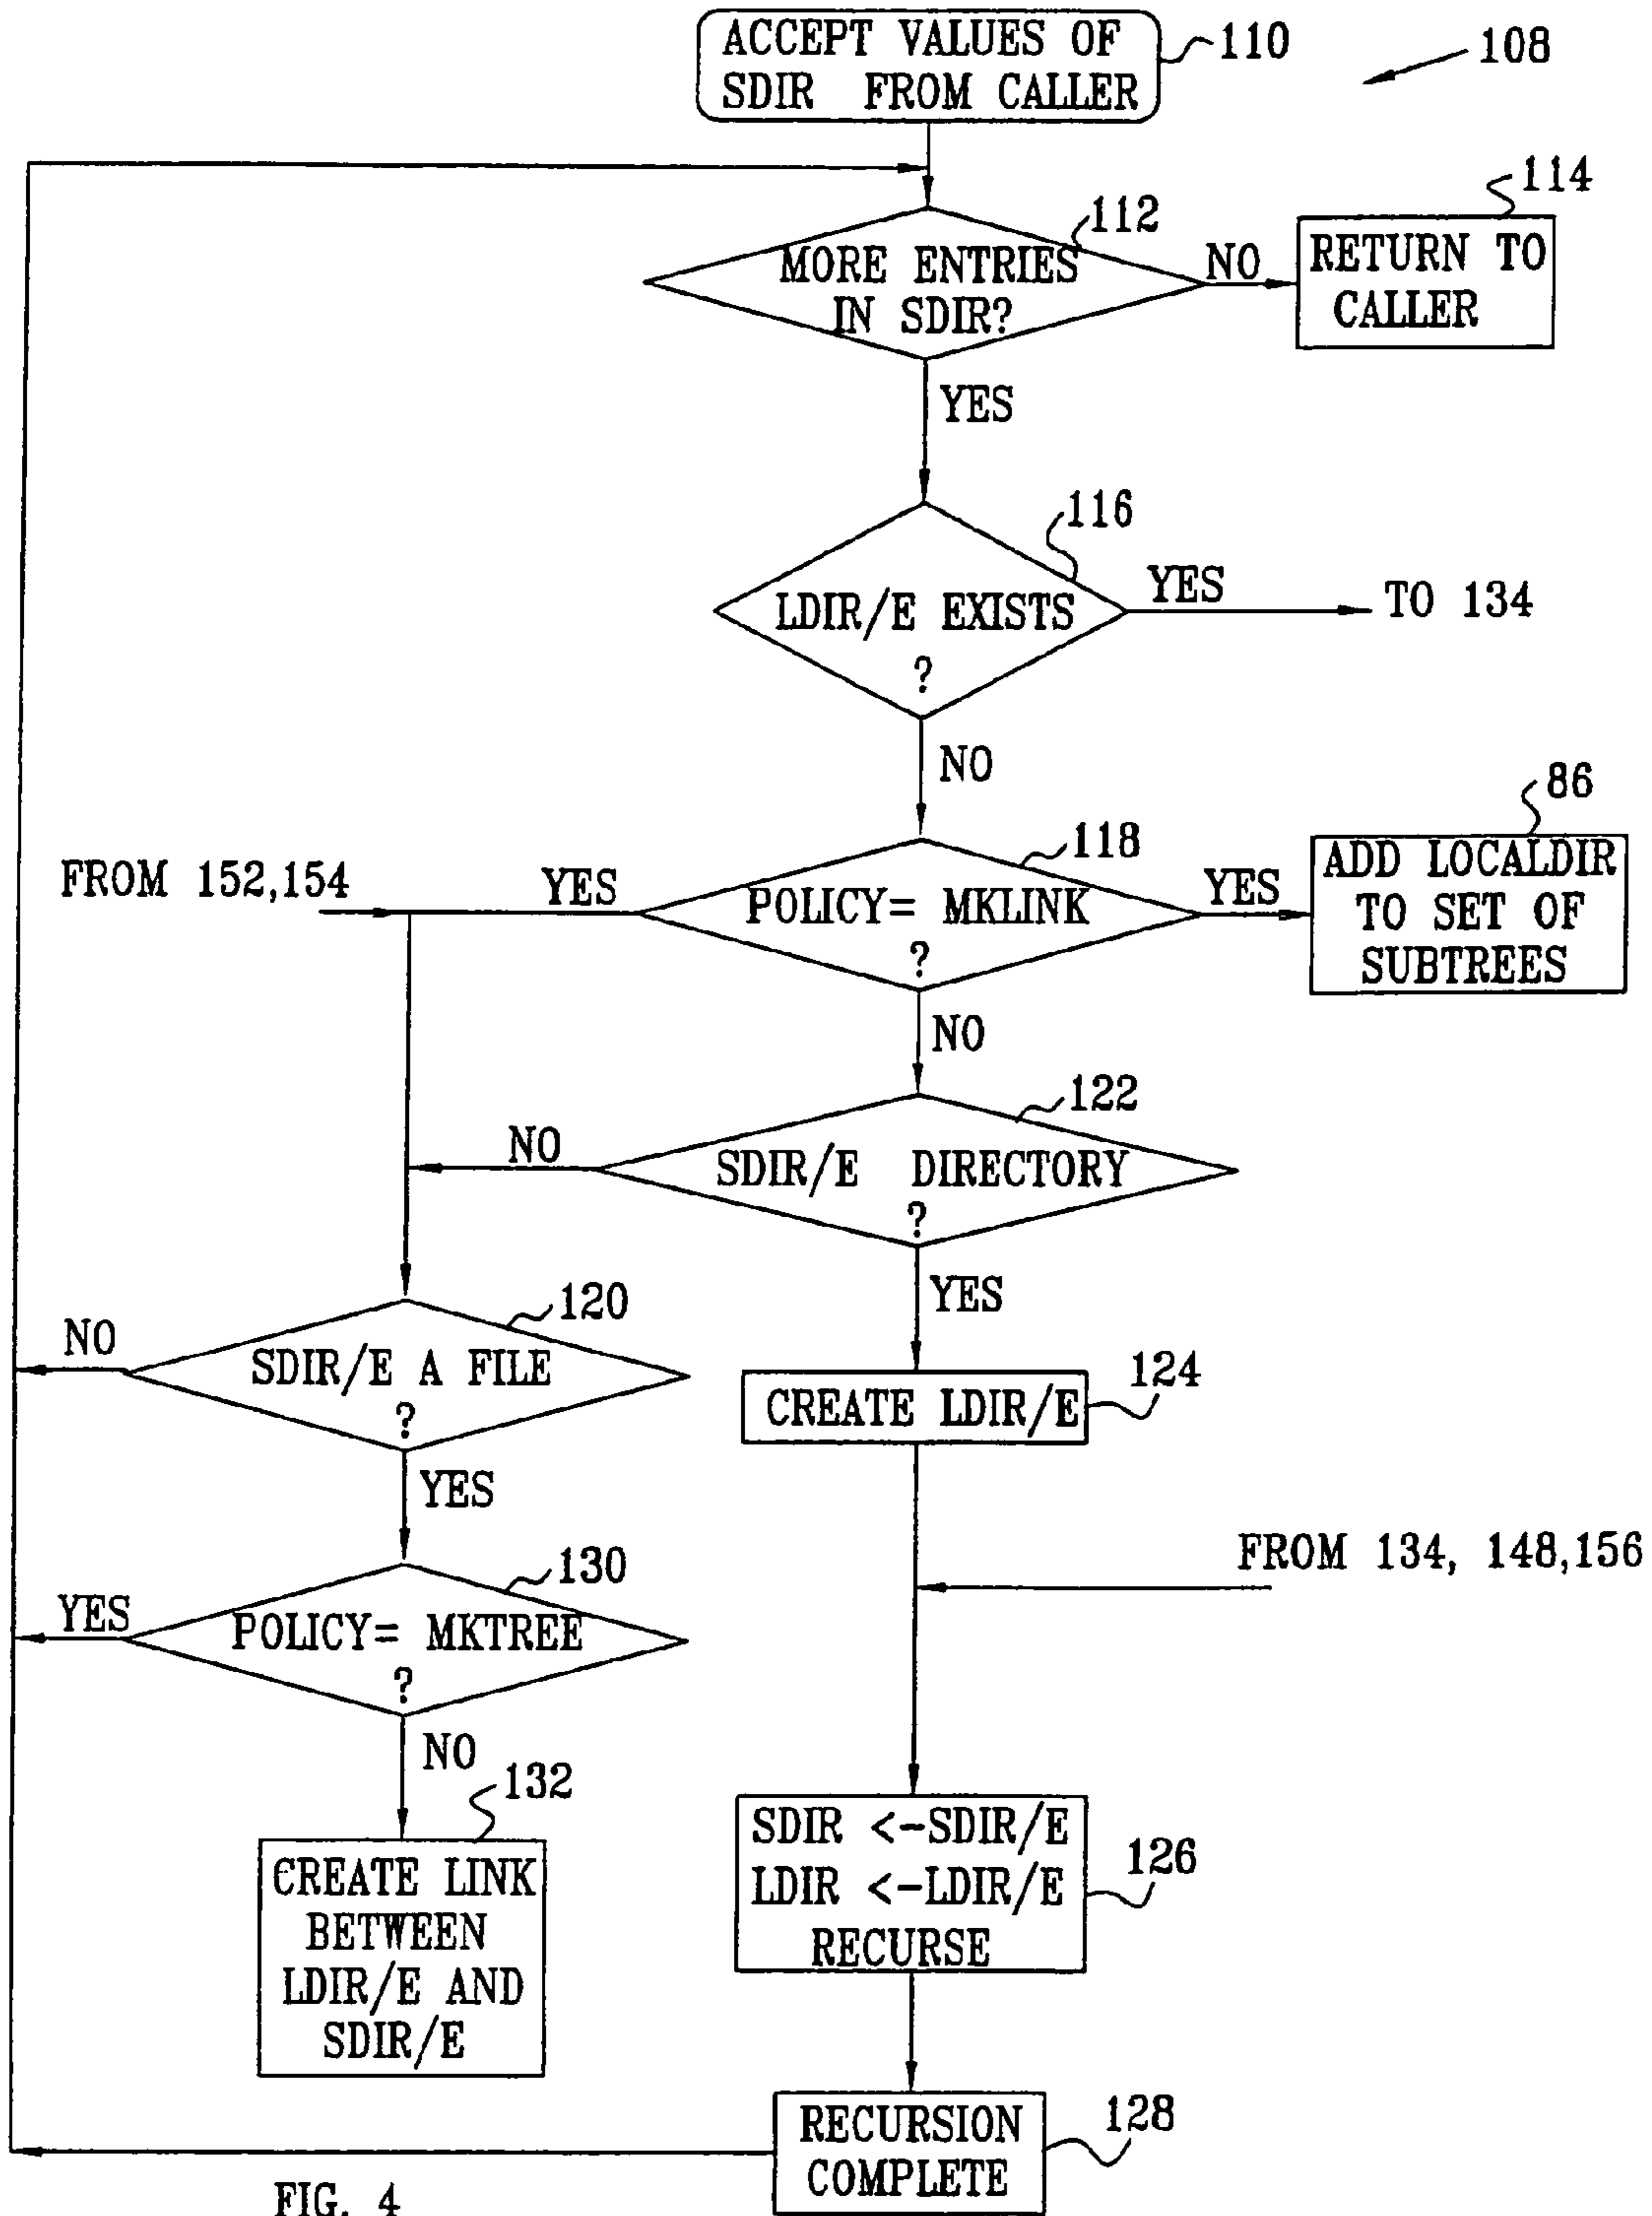 ACCEPT VALUES OF
SDIR FROM CALLER
110
108
112
MORE ENTRIES
IN SDIR?
NO
114
RETURN TO
CALLER
YES
116
LDIR/E EXISTS
?
YES
TO 134
NO
FROM 152,154
YES
118
POLICY= MKLINK
?
YES
86
ADD LOCALDIR
TO SET OF
SUBTREES
NO
122
NO
SDIR/E DIRECTORY
?
YES
120
NO
SDIR/E A FILE
?
YES
CREATE LDIR/E
124
FROM 134, 148,156
130
YES
POLICY= MKTREE
?
NO
132
CREATE LINK
BETWEEN
LDIR/E AND
SDIR/E
SDIR <-SDIR/E
LDIR <-LDIR/E
RECURSE
126
RECURSION
COMPLETE
128
FIG. 4